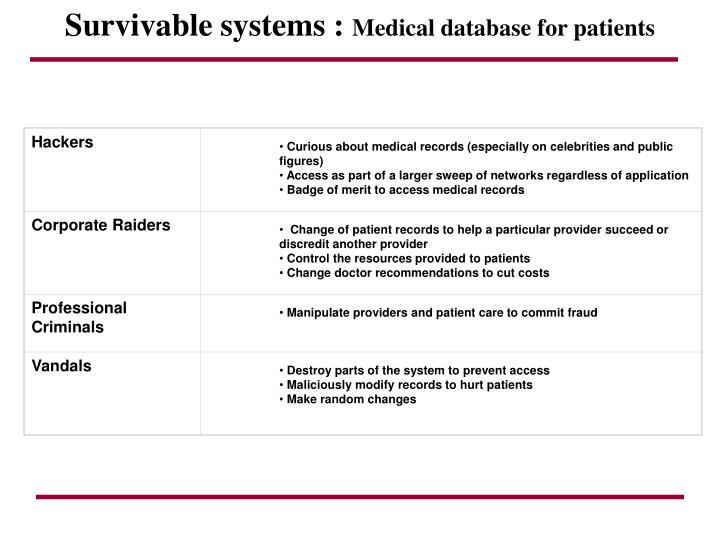 Survivable systems : Medical database for patients
Hackers
• Curious about medical records (especially on celebrities and public
figures)
• Access as part of a larger sweep of networks regardless of application
• Badge of merit to access medical records
Corporate Raiders
• Change of patient records to help a particular provider succeed or
discredit another provider
• Control the resources provided to patients
• Change doctor recommendations to cut costs
Professional
Criminals
• Manipulate providers and patient care to commit fraud
Vandals
• Destroy parts of the system to prevent access
• Maliciously modify records to hurt patients
• Make random changes